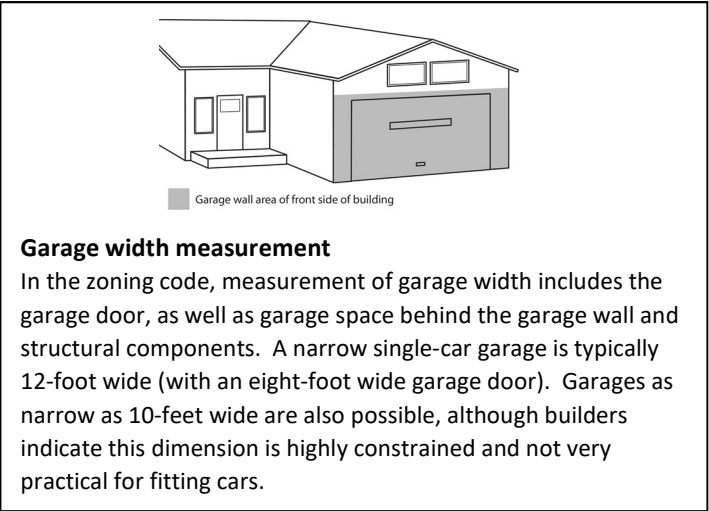 Garage wall area of front side of building
Garage width measurement
In the zoning code, measurement of garage width includes the
garage door, as well as garage space behind the garage wall and
structural components.  A narrow single-car garage is typically
12-foot wide (with an eight-foot wide garage door).  Garages as
narrow as 10-feet wide are also possible, although builders
indicate this dimension is highly constrained and not very
practical for fitting cars.